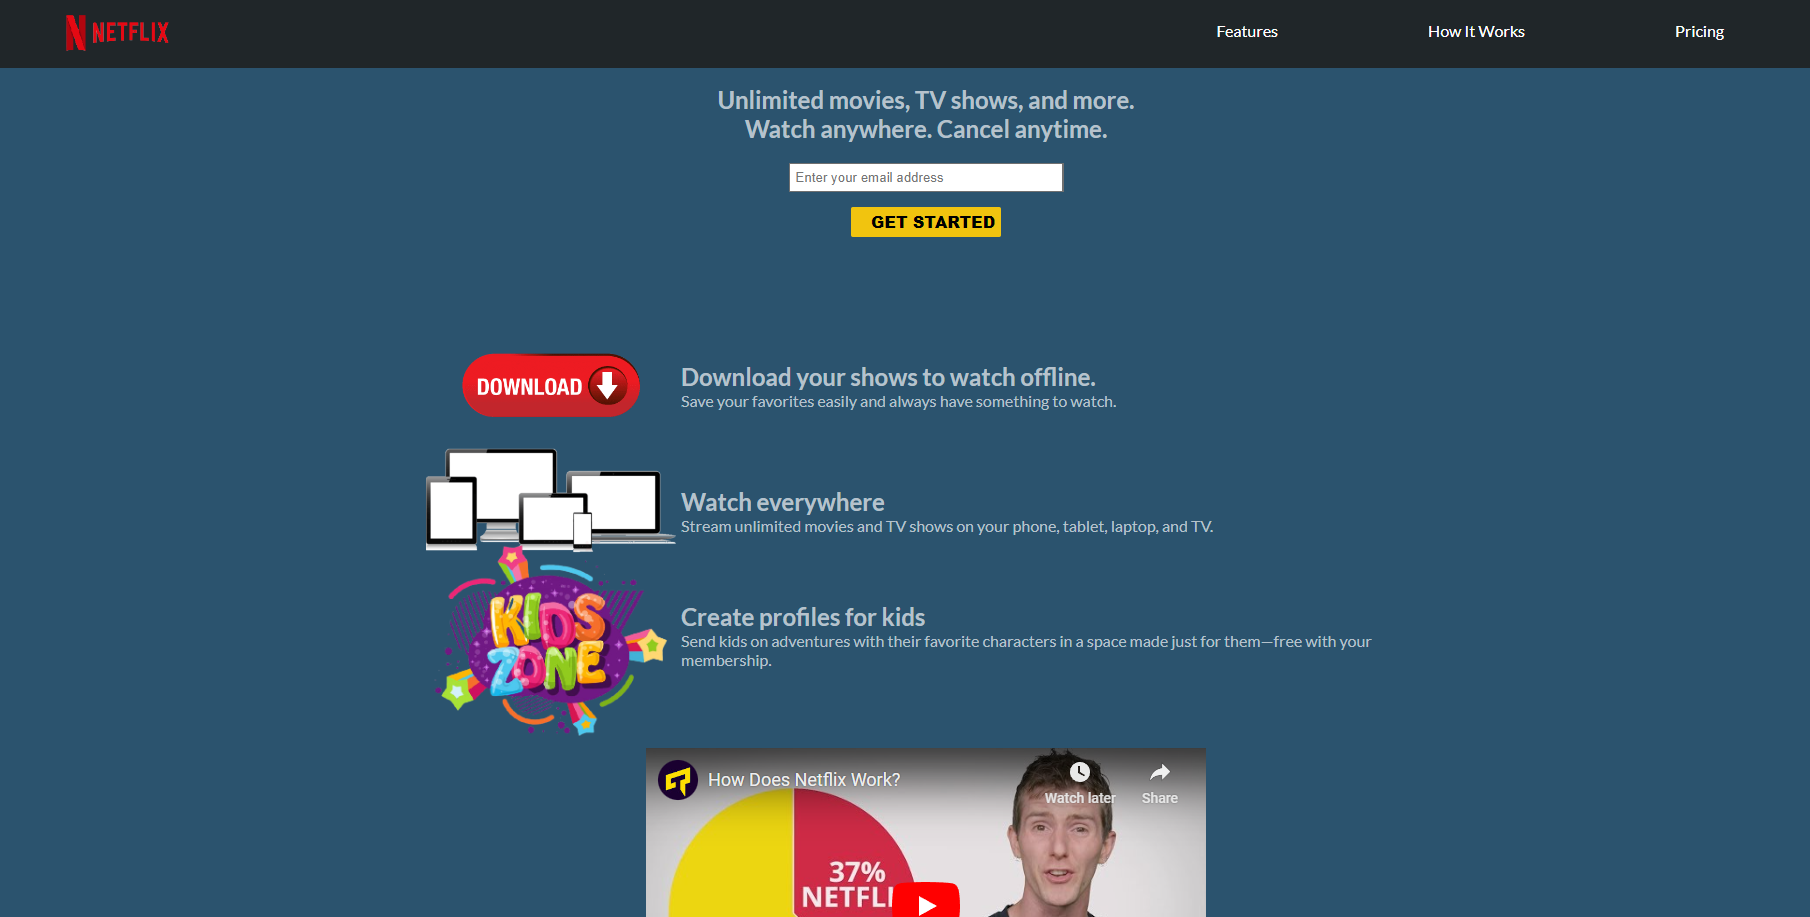 NETFLIX
Features
How It Works
Pricing
Unlimited movies, TV shows, and more.
Watch anywhere. Cancel anytime.
Enter your email address
GET STARTED
DOWNLOAD
Download your shows to watch offline.
Save your favorites easily and always have something to watch.
Watch everywhere
Stream unlimited movies and TV shows on your phone, tablet, laptop, and TV.
KIDS
ZONE
Create profiles for kids
Send kids on adventures with their favorite characters in a space made just for them—free with your
membership.
How Does Netflix Work?
Watch later
Share
37%
NETFLI